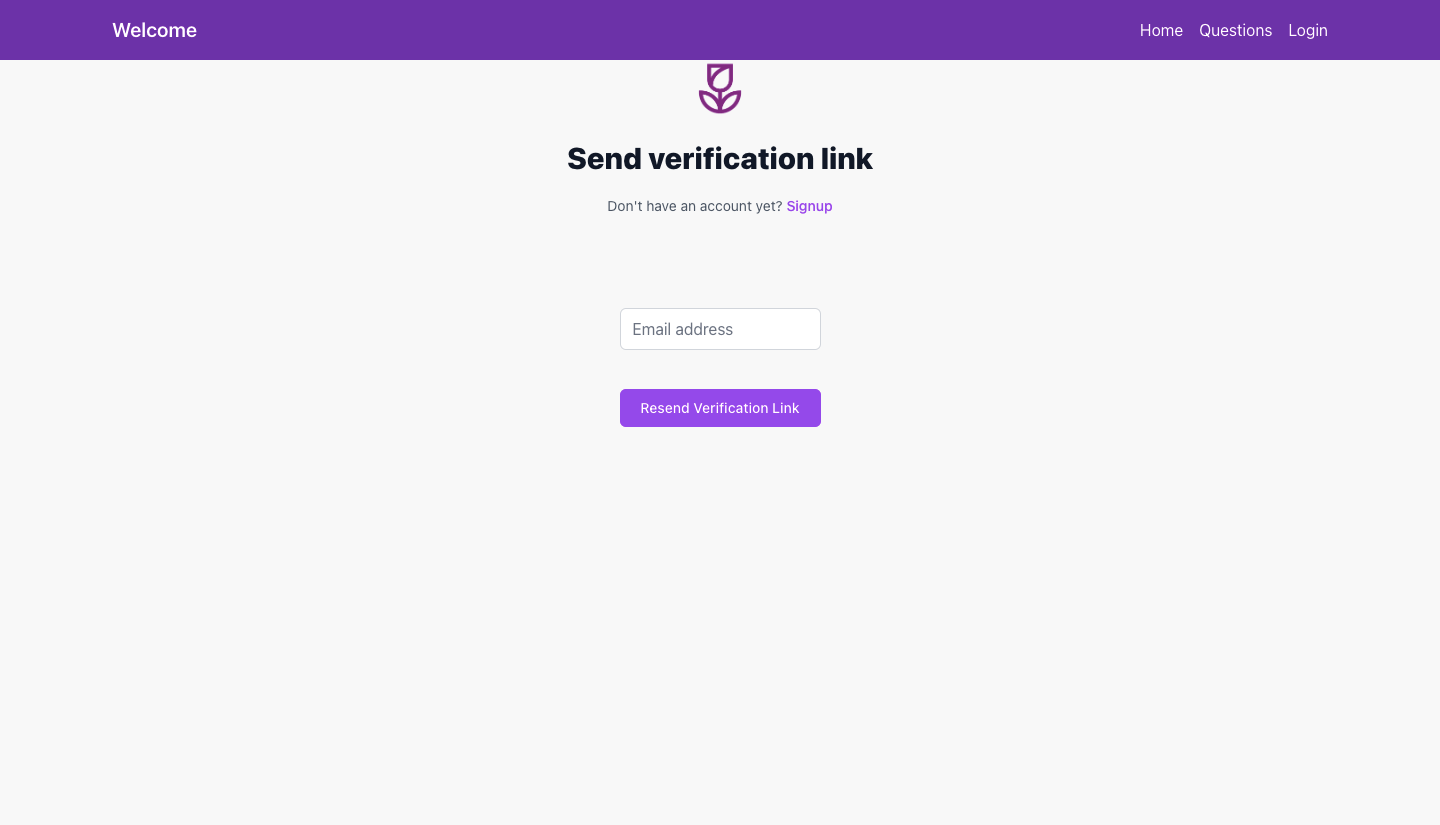 Welcome
Home Questions Login
Send verification link
Don't have an account yet? Signup
Email address
Resend Verification Link